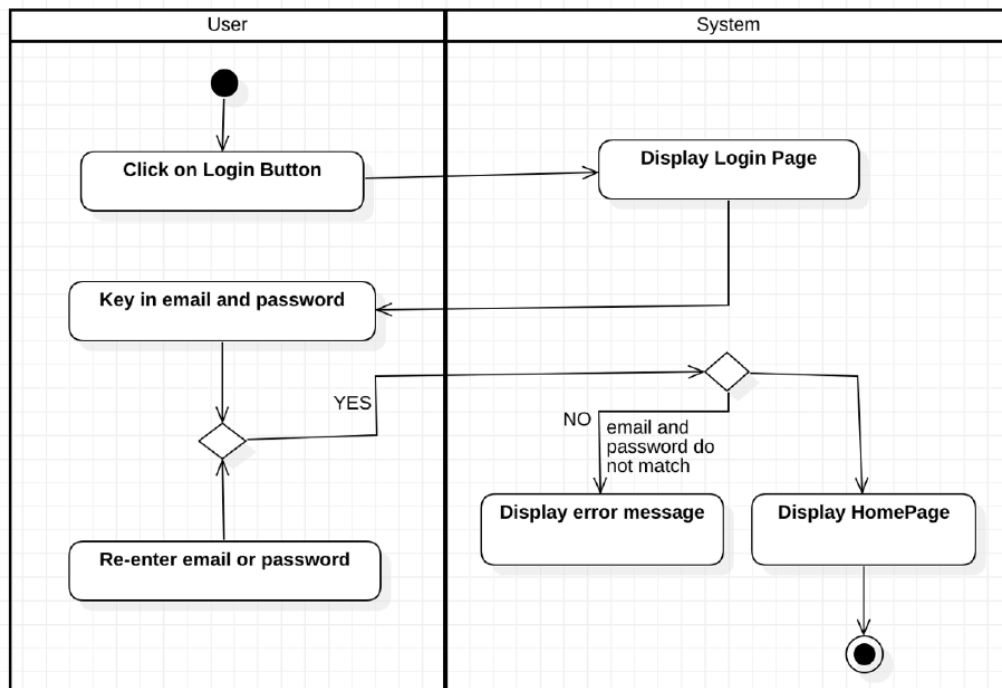 User
System
Click on Login Button
Display Login Page
Key in email and password
YES
NO
email and
password do
not match
Display error message
Display HomePage
Re-enter email or password